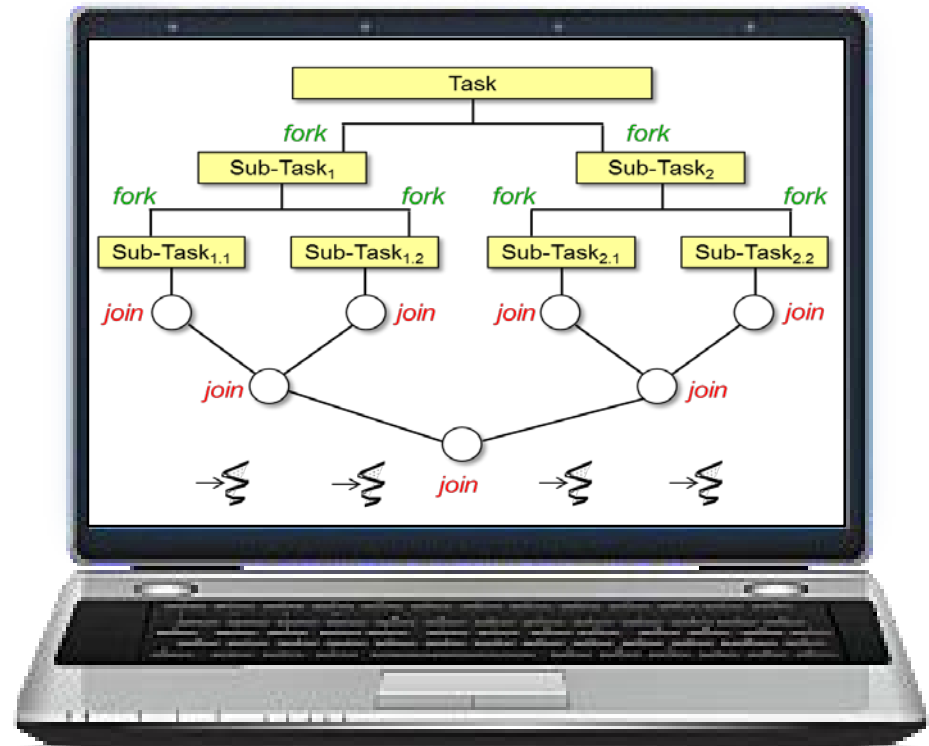 Task
fork fork
Sub-Task₁ Sub-Task₂
fork fork fork fork
Sub-Task₁.₁ Sub-Task₁.₂ Sub-Task₂.₁ Sub-Task₂.₂
join join join join
join join
join